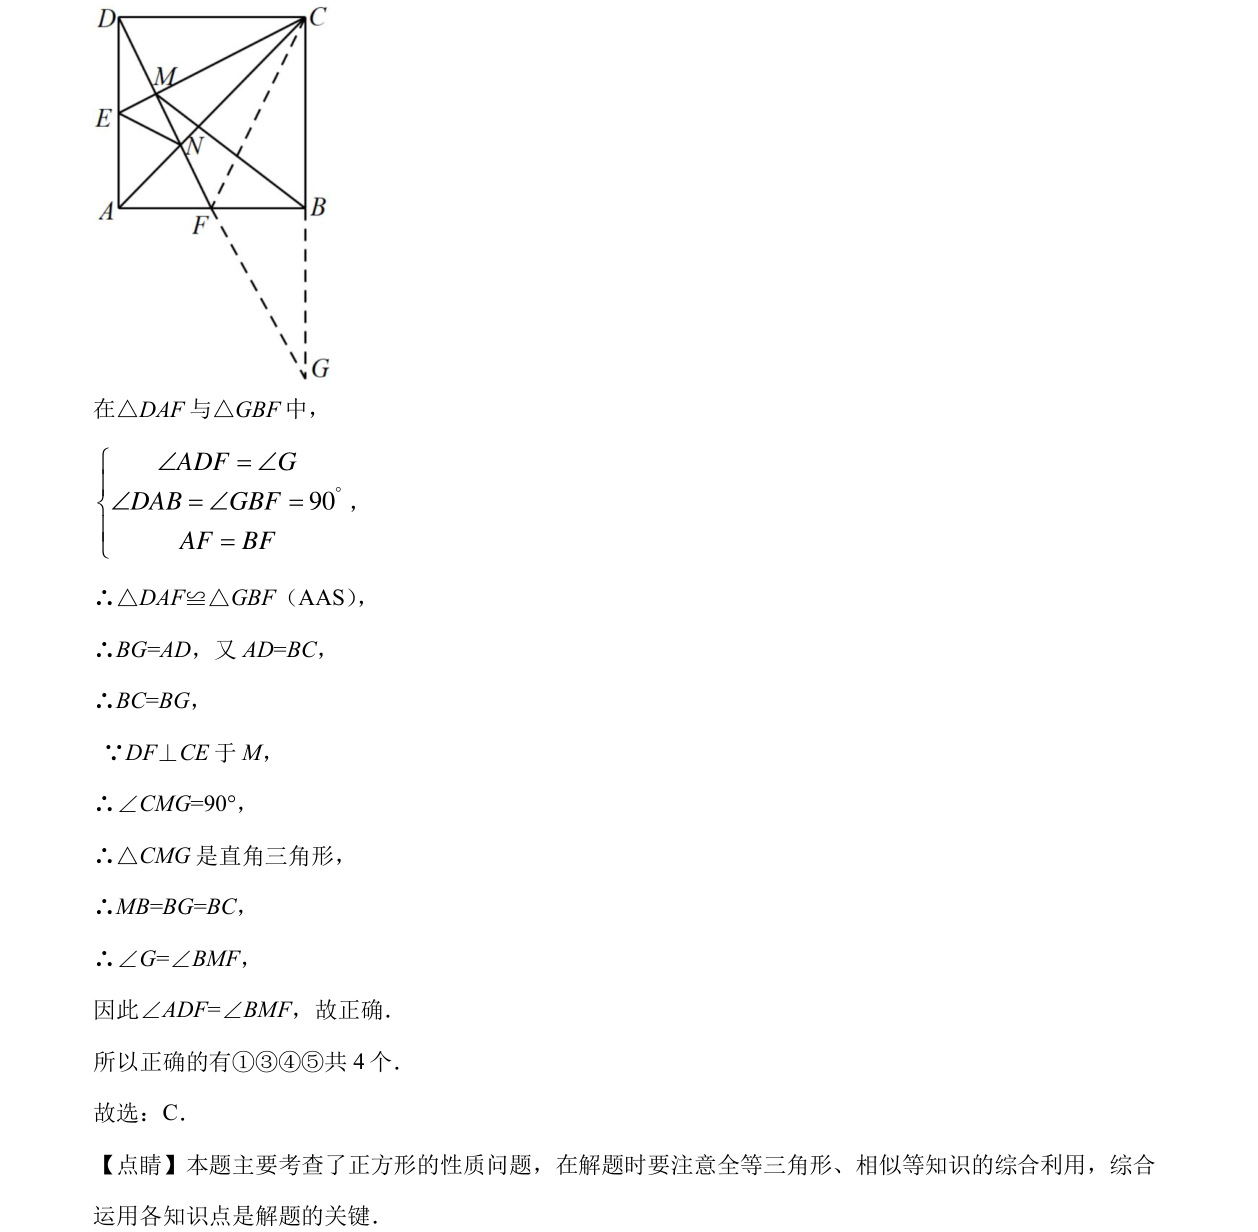 D C
M
E
N
A F B
G
在△DAF与△GBF中，
∠ADF = ∠G
∠DAB = ∠GBF = 90°，
AF = BF
∴△DAF≌△GBF（AAS），
∴BG=AD，又AD=BC，
∴BC=BG，
∵DF⊥CE于M，
∴∠CMG=90°，
∴△CMG是直角三角形，
∴MB=BG=BC，
∴∠G=∠BMF，
因此∠ADF=∠BMF，故正确．
所以正确的有①③④⑤共4个．
故选：C．
【点睛】本题主要考查了正方形的性质问题，在解题时要注意全等三角形、相似等知识的综合利用，综合
运用各知识点是解题的关键．